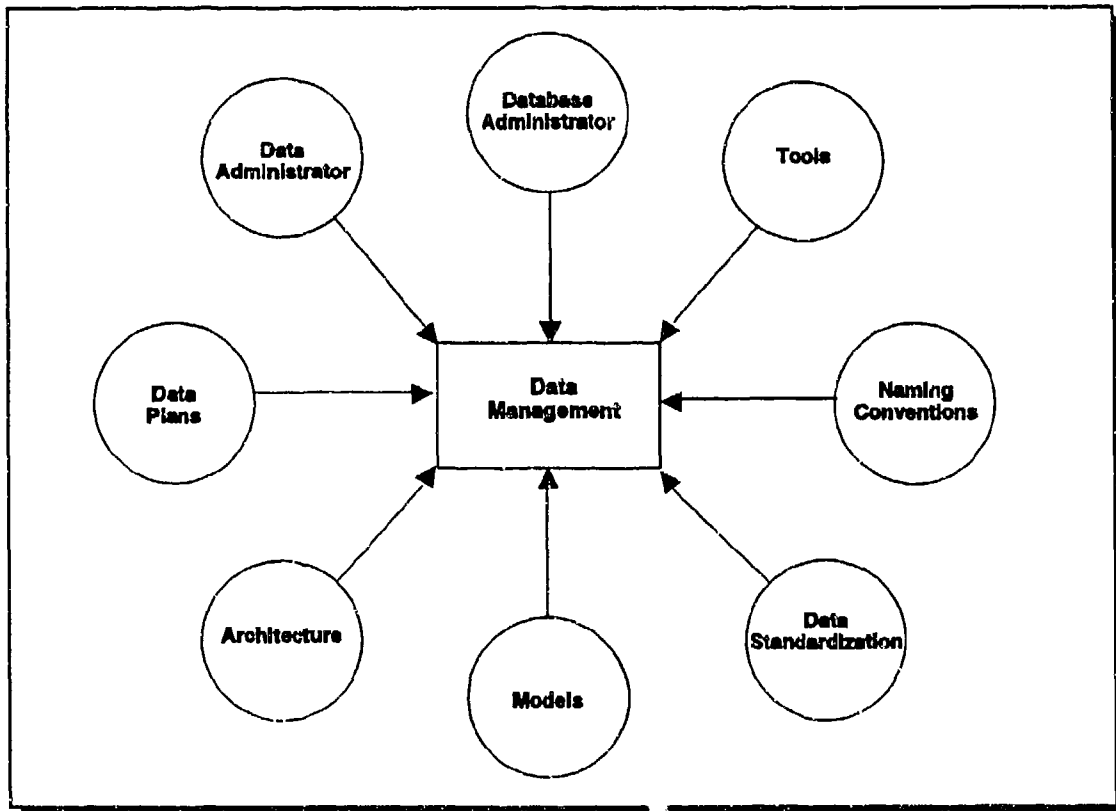 Database
Administrator
Data
Administrator
Tools
Data
Plans
Data
Management
Naming
Conventions
Architecture
Models
Data
Standardization